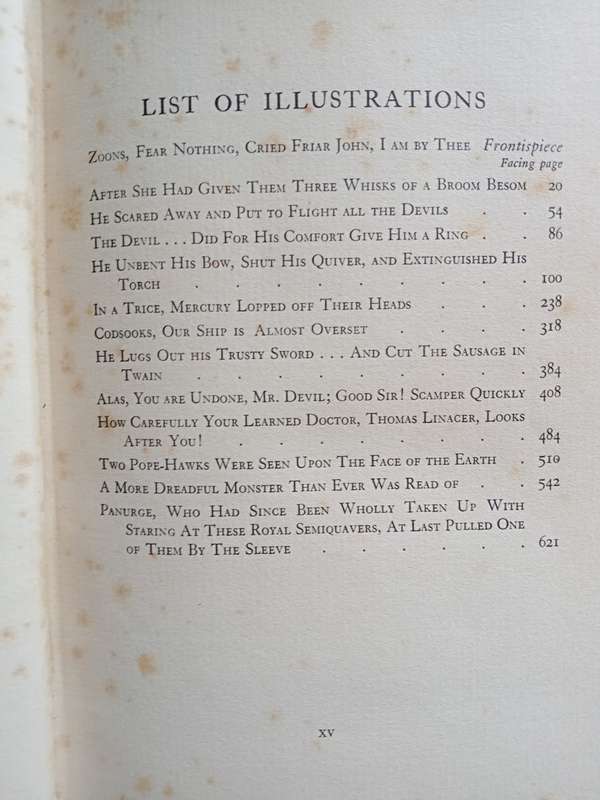 LIST OF ILLUSTRATIONS
Zoons, Fear Nothing, Cried Friar John, I am by Thee Frontispiece
Facing page
After She Had Given Them Three Whisks of a Broom Besom 20
He Scared Away and Put to Flight all the Devils . . 54
The Devil . . . Did For His Comfort Give Him a Ring . . 86
He Unbent His Bow, Shut His Quiver, and Extinguished His
Torch . . . . . . . . 100
In a Trice, Mercury Lopped off Their Heads . . . 238
Codsooks, Our Ship is Almost Overset . . . . 318
He Lugs Out his Trusty Sword . . . And Cut The Sausage in
Twain . . . . . . . . 384
Alas, You are Undone, Mr. Devil; Good Sir! Scamper Quickly 408
How Carefully Your Learned Doctor, Thomas Linacer, Looks
After You! . . . . . . . 484
Two Pope-Hawks Were Seen Upon The Face of the Earth . 510
A More Dreadful Monster Than Ever Was Read of . . 542
Panurge, Who Had Since Been Wholly Taken Up With
Staring At These Royal Semiquavers, At Last Pulled One
of Them By The Sleeve . . . . . . 621
xv